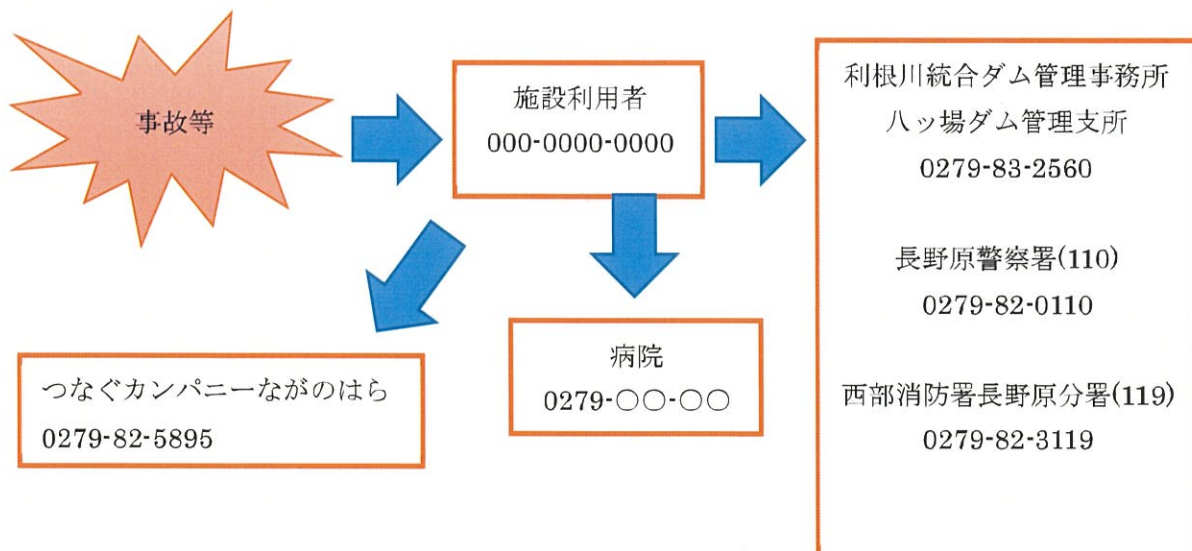 事故等
施設利用者
000-0000-0000
利根川統合ダム管理事務所
八ッ場ダム管理支所
0279-83-2560
長野原警察署(110)
0279-82-0110
西部消防署長野原分署(119)
0279-82-3119
つなぐカンパニーながのはら
0279-82-5895
病院
0279-○○-○○